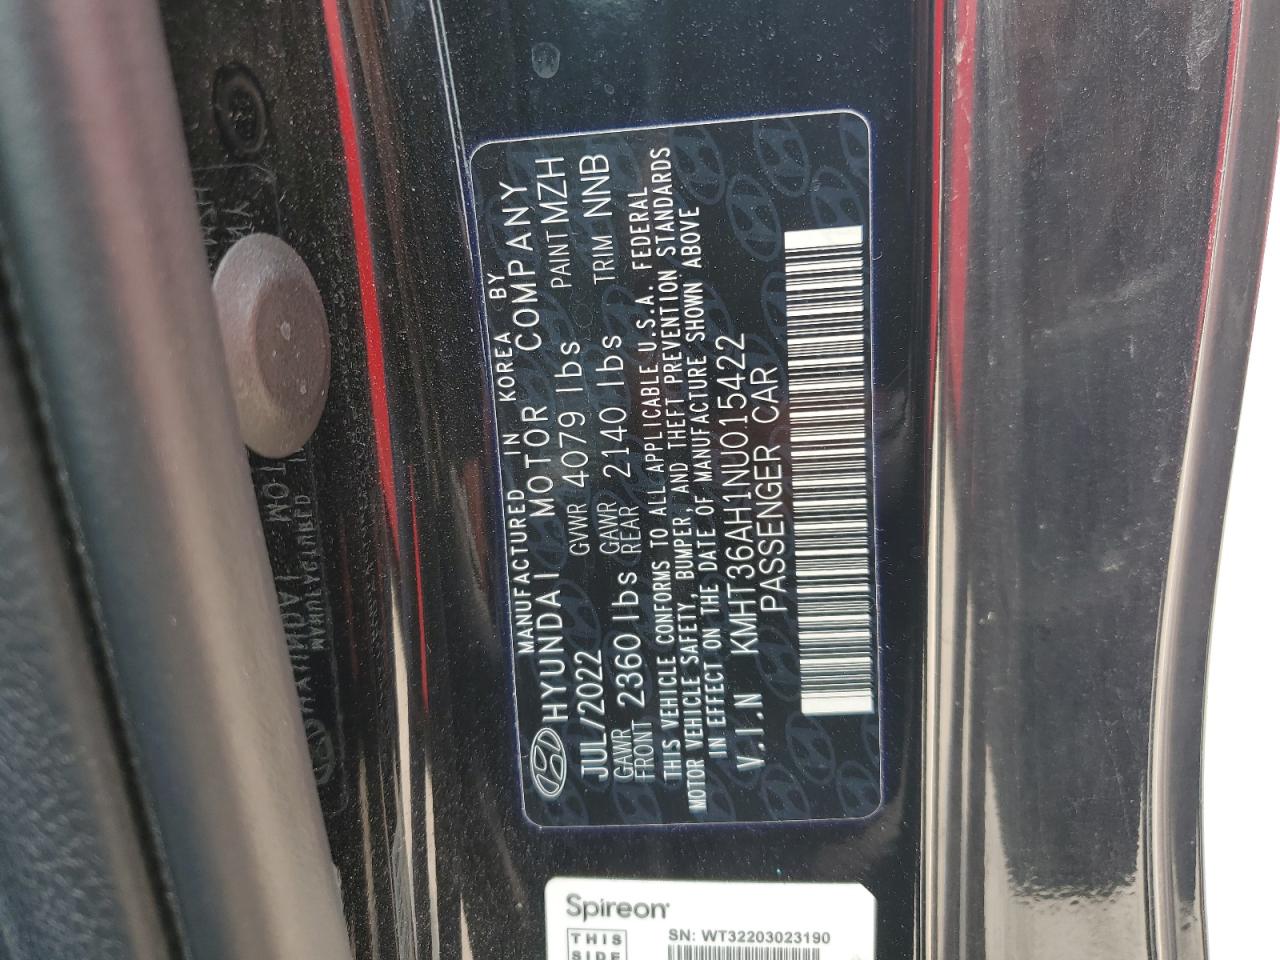 MANUFACTURED IN KOREA BY
HYUNDAI MOTOR COMPANY
JUL/2022 GVWR 4079 lbs PAINT MZH
GAWR FRONT 2360 lbs GAWR REAR 2140 lbs TRIM NNB
THIS VEHICLE CONFORMS TO ALL APPLICABLE U.S.A. FEDERAL
MOTOR VEHICLE SAFETY, BUMPER, AND THEFT PREVENTION STANDARDS
IN EFFECT ON THE DATE OF MANUFACTURE SHOWN ABOVE
V.I.N KMHT36AH1NU015422
PASSENGER CAR
Spireon
THIS
SIDE
SN: WT32203023190